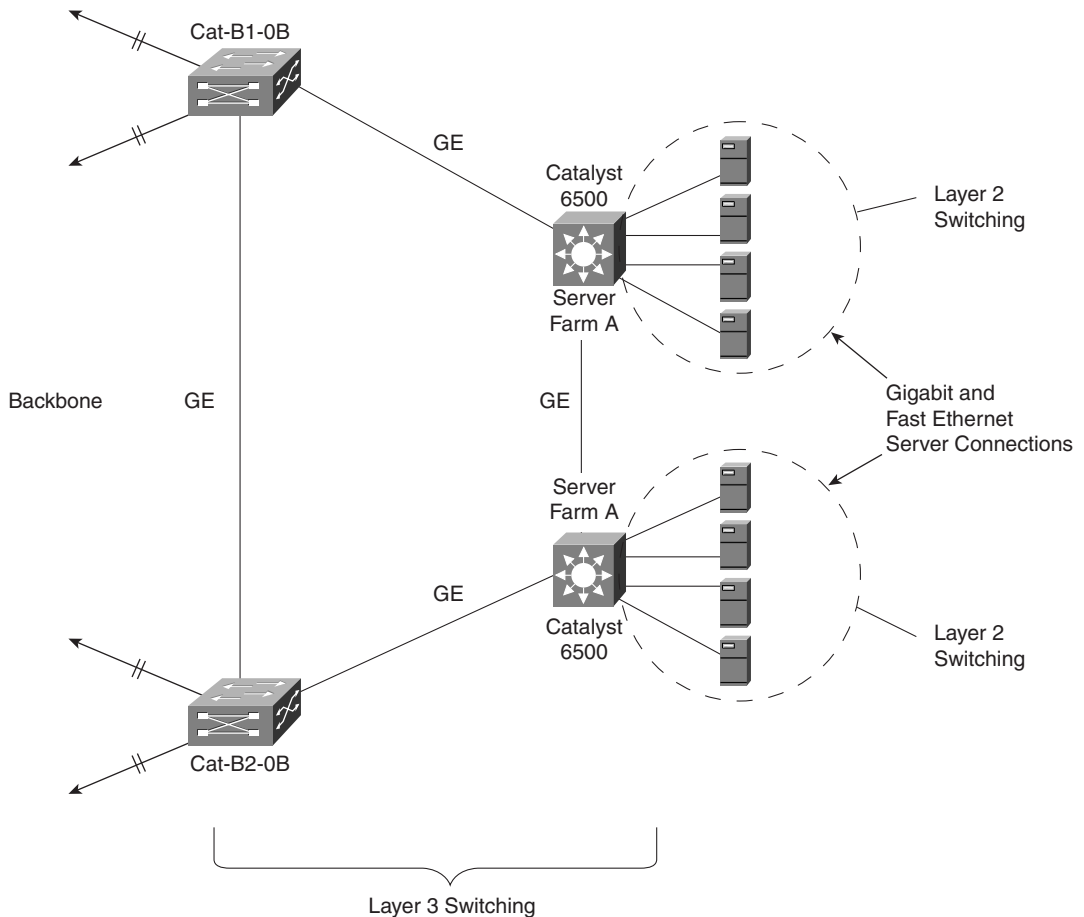 Cat-B1-0B
GE
Catalyst
6500
Server
Farm A
Layer 2
Switching
Backbone
GE
GE
Gigabit and
Fast Ethernet
Server Connections
Server
Farm A
GE
Catalyst
6500
Layer 2
Switching
Cat-B2-0B
Layer 3 Switching